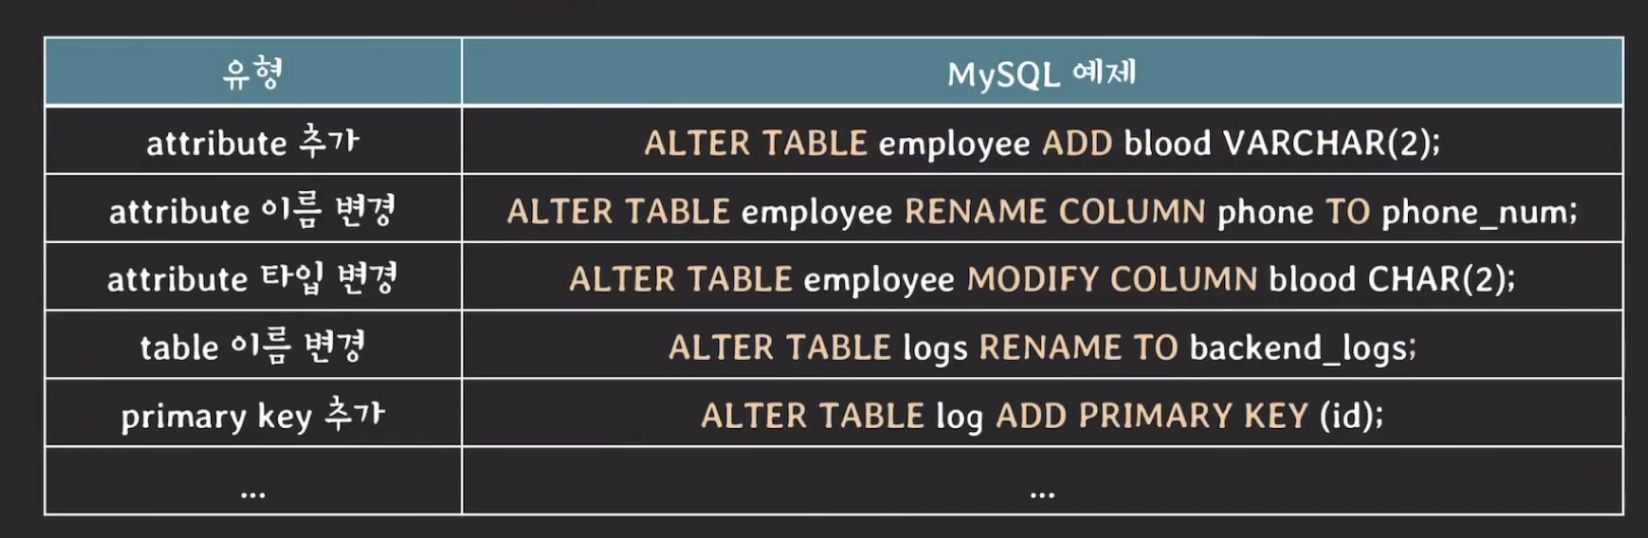 유형 MySQL 예제
attribute 추가 ALTER TABLE employee ADD blood VARCHAR(2);
attribute 이름 변경 ALTER TABLE employee RENAME COLUMN phone TO phone_num;
attribute 타입 변경 ALTER TABLE employee MODIFY COLUMN blood CHAR(2);
table 이름 변경 ALTER TABLE logs RENAME TO backend_logs;
primary key 추가 ALTER TABLE log ADD PRIMARY KEY (id);
... ...